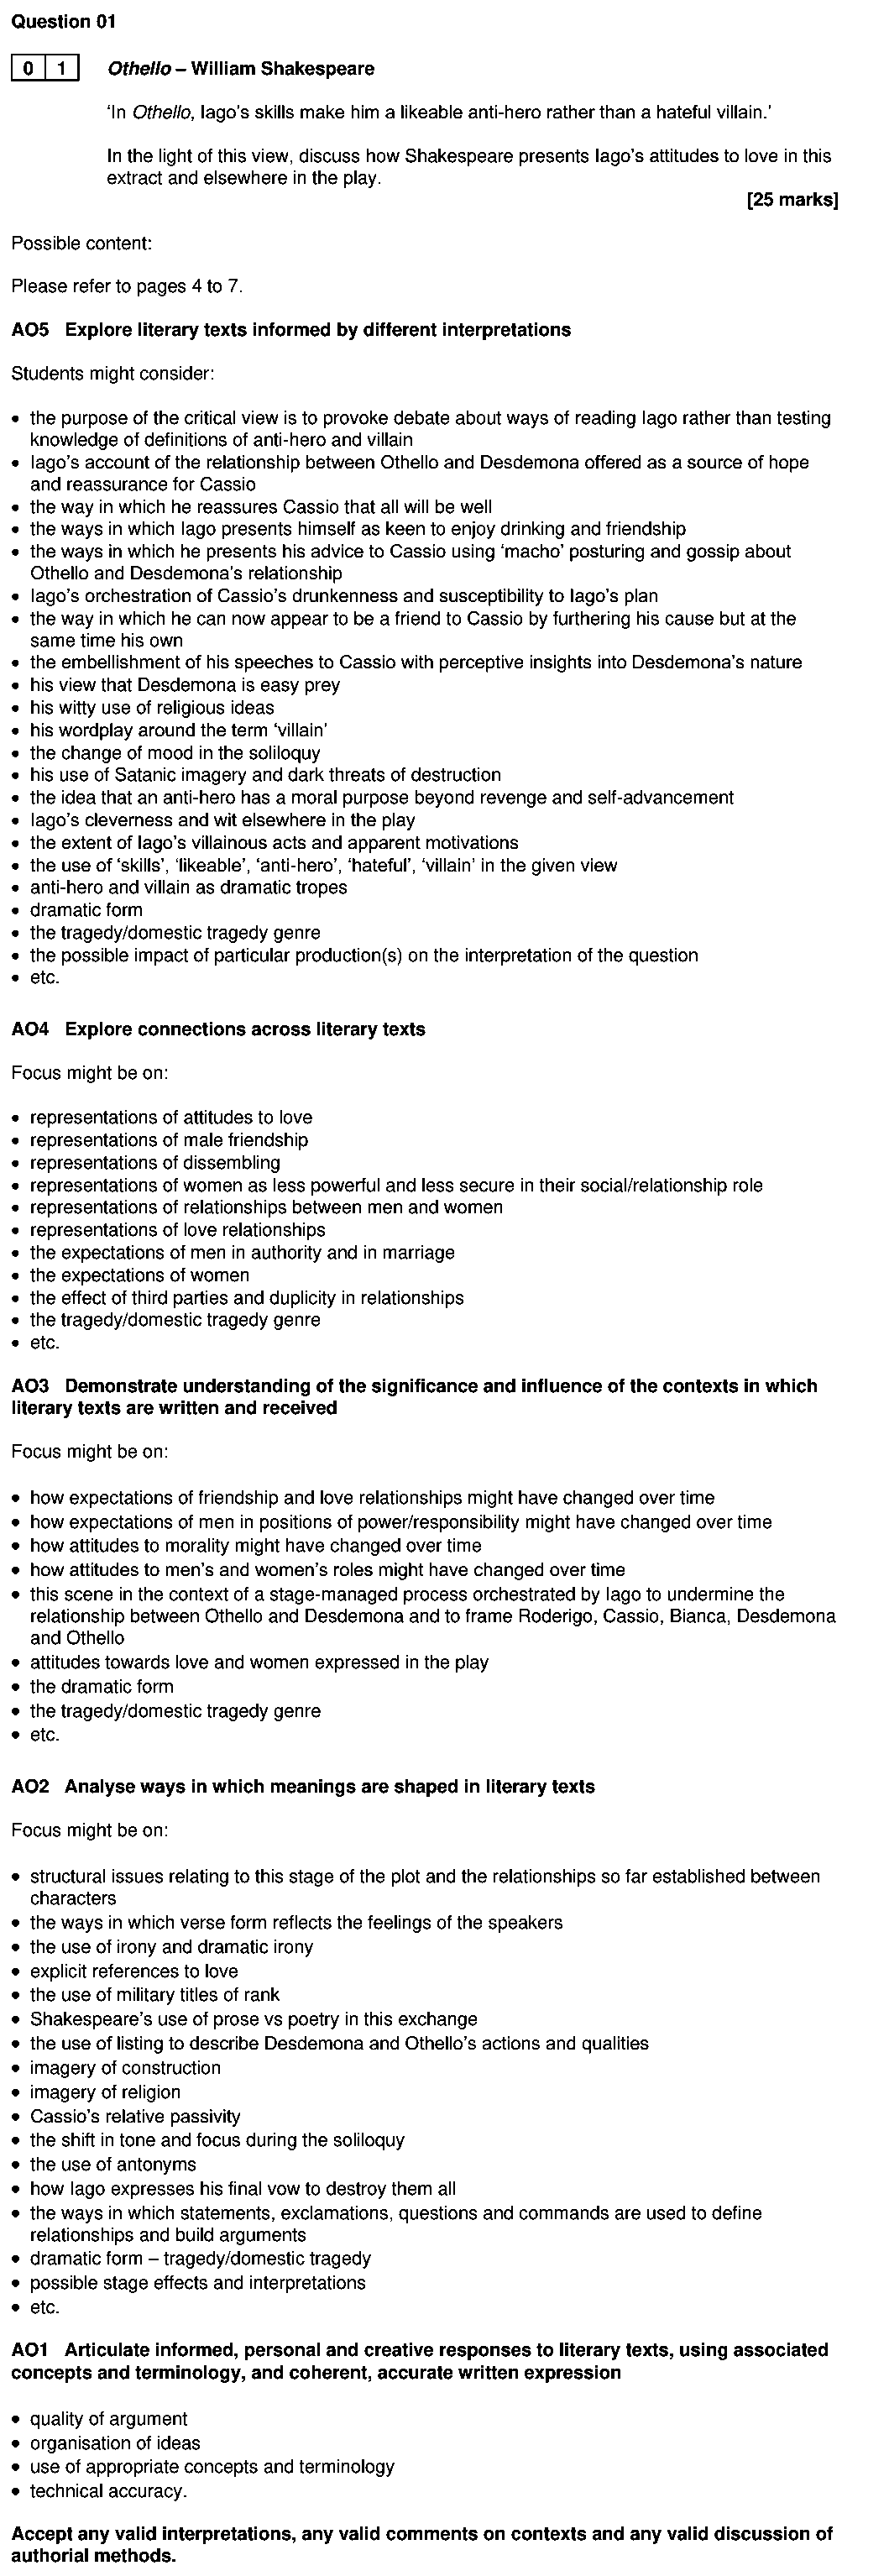 Question 01
0 1 Othello – William Shakespeare
‘In Othello, Iago’s skills make him a likeable anti-hero rather than a hateful villain.’
In the light of this view, discuss how Shakespeare presents Iago’s attitudes to love in this
extract and elsewhere in the play.
[25 marks]
Possible content:
Please refer to pages 4 to 7.
AO5 Explore literary texts informed by different interpretations
Students might consider:
• the purpose of the critical view is to provoke debate about ways of reading Iago rather than testing
knowledge of definitions of anti-hero and villain
• Iago’s account of the relationship between Othello and Desdemona offered as a source of hope
and reassurance for Cassio
• the way in which he reassures Cassio that all will be well
• the ways in which Iago presents himself as keen to enjoy drinking and friendship
• the ways in which he presents his advice to Cassio using ‘macho’ posturing and gossip about
Othello and Desdemona’s relationship
• Iago’s orchestration of Cassio’s drunkenness and susceptibility to Iago’s plan
• the way in which he can now appear to be a friend to Cassio by furthering his cause but at the
same time his own
• the embellishment of his speeches to Cassio with perceptive insights into Desdemona’s nature
• his view that Desdemona is easy prey
• his witty use of religious ideas
• his wordplay around the term ‘villain’
• the change of mood in the soliloquy
• his use of Satanic imagery and dark threats of destruction
• the idea that an anti-hero has a moral purpose beyond revenge and self-advancement
• Iago’s cleverness and wit elsewhere in the play
• the extent of Iago’s villainous acts and apparent motivations
• the use of ‘skills’, ‘likeable’, ‘anti-hero’, ‘hateful’, ‘villain’ in the given view
• anti-hero and villain as dramatic tropes
• dramatic form
• the tragedy/domestic tragedy genre
• the possible impact of particular production(s) on the interpretation of the question
• etc.
AO4 Explore connections across literary texts
Focus might be on:
• representations of attitudes to love
• representations of male friendship
• representations of dissembling
• representations of women as less powerful and less secure in their social/relationship role
• representations of relationships between men and women
• representations of love relationships
• the expectations of men in authority and in marriage
• the expectations of women
• the effect of third parties and duplicity in relationships
• the tragedy/domestic tragedy genre
• etc.
AO3 Demonstrate understanding of the significance and influence of the contexts in which
literary texts are written and received
Focus might be on:
• how expectations of friendship and love relationships might have changed over time
• how expectations of men in positions of power/responsibility might have changed over time
• how attitudes to morality might have changed over time
• how attitudes to men’s and women’s roles might have changed over time
• this scene in the context of a stage-managed process orchestrated by Iago to undermine the
relationship between Othello and Desdemona and to frame Roderigo, Cassio, Bianca, Desdemona
and Othello
• attitudes towards love and women expressed in the play
• the dramatic form
• the tragedy/domestic tragedy genre
• etc.
AO2 Analyse ways in which meanings are shaped in literary texts
Focus might be on:
• structural issues relating to this stage of the plot and the relationships so far established between
characters
• the ways in which verse form reflects the feelings of the speakers
• the use of irony and dramatic irony
• explicit references to love
• the use of military titles of rank
• Shakespeare’s use of prose vs poetry in this exchange
• the use of listing to describe Desdemona and Othello’s actions and qualities
• imagery of construction
• imagery of religion
• Cassio’s relative passivity
• the shift in tone and focus during the soliloquy
• the use of antonyms
• how Iago expresses his final vow to destroy them all
• the ways in which statements, exclamations, questions and commands are used to define
relationships and build arguments
• dramatic form – tragedy/domestic tragedy
• possible stage effects and interpretations
• etc.
AO1 Articulate informed, personal and creative responses to literary texts, using associated
concepts and terminology, and coherent, accurate written expression
• quality of argument
• organisation of ideas
• use of appropriate concepts and terminology
• technical accuracy.
Accept any valid interpretations, any valid comments on contexts and any valid discussion of
authorial methods.